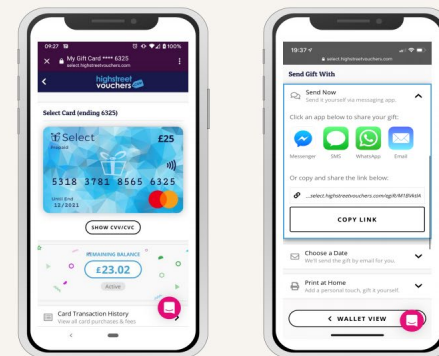 09:27
100%
My Gift Card **** 6325
select.highstreetvouchers.com
highstreet
vouchers
Select Card (ending 6325)
Select £25
Prepaid
5318 3781 8565 6325
Until End
12/2021
SHOW CVV/CVC
REMAINING BALANCE
£23.02
Active
Card Transaction History
View all card purchases & fees
19:37
select.highstreetvouchers.com
Send Gift With
Send Now
Send it yourself via messaging app.
Click an app below to share your gift:
Messenger SMS WhatsApp Email
Or copy and share the link below:
COPY LINK
Choose a Date
We'll send the gift by email for you.
Print at Home
Add a personal touch, gift it yourself.
< WALLET VIEW